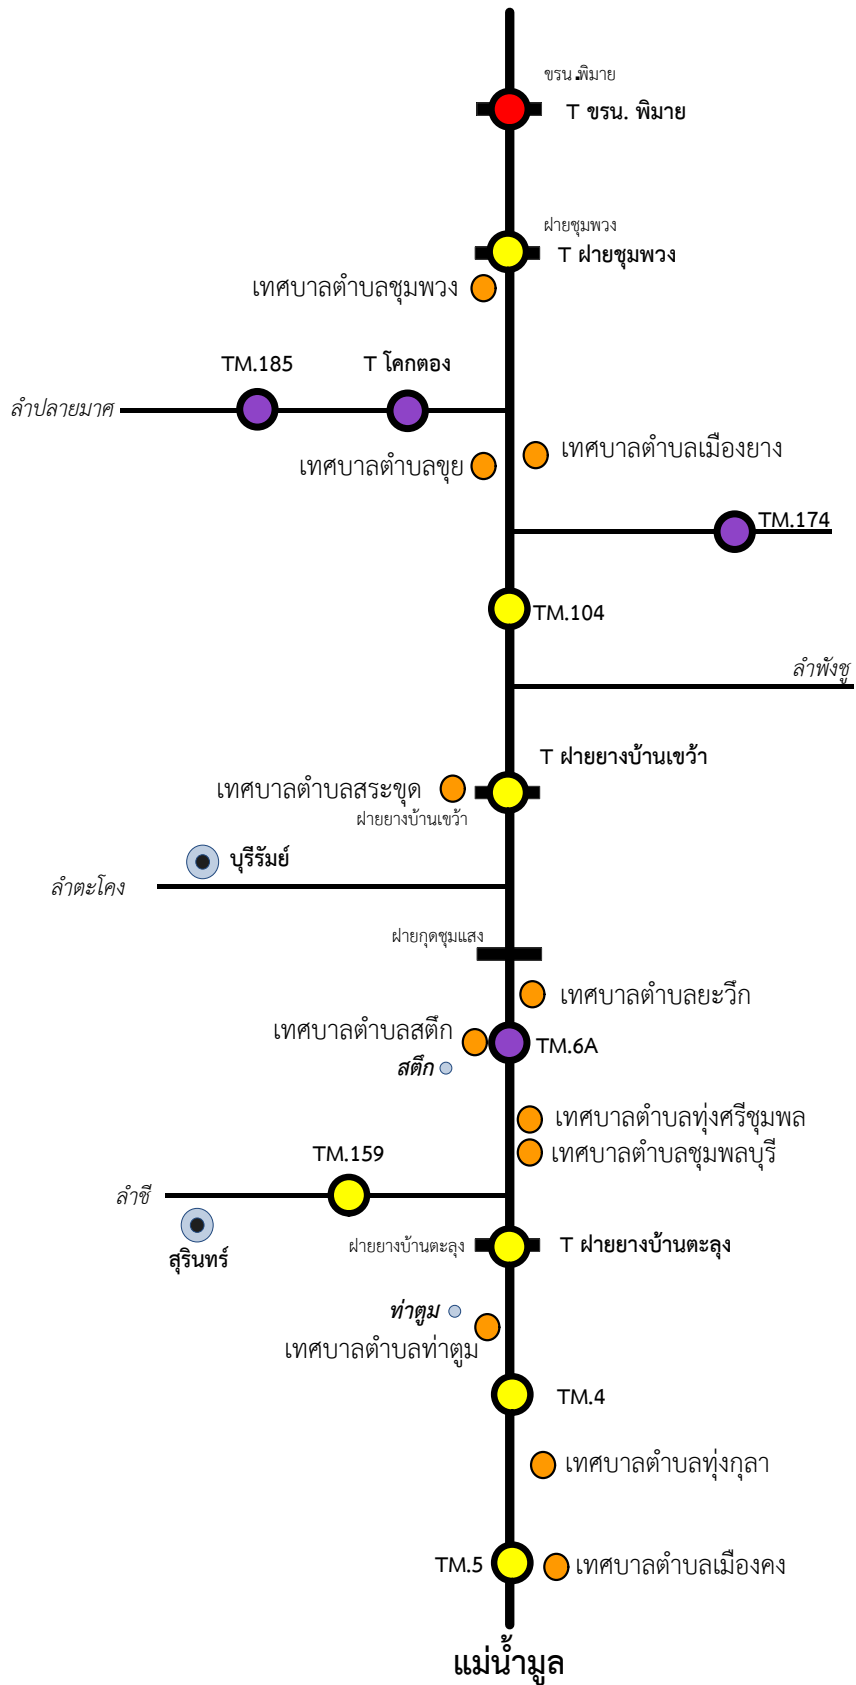 ขรน.พิมาย
T ขรน. พิมาย
ฝายชุมพวง
T ฝายชุมพวง
เทศบาลตำบลชุมพวง
TM.185
T โคกตอง
ลำปลายมาศ
เทศบาลตำบลเมืองยาง
เทศบาลตำบลขุย
TM.174
TM.104
ลำพังชู
T ฝายยางบ้านเขว้า
เทศบาลตำบลสระขุด
ฝายยางบ้านเขว้า
บุรีรัมย์
ลำตะโคง
ฝายกุดชุมแสง
เทศบาลตำบลยะวึก
เทศบาลตำบลสตึก
TM.6A
สตึก
เทศบาลตำบลทุ่งศรีชุมพล
เทศบาลตำบลชุมพลบุรี
TM.159
ลำชี
สุรินทร์
ฝายยางบ้านตะลุง
T ฝายยางบ้านตะลุง
ท่าตูม
เทศบาลตำบลท่าตูม
TM.4
เทศบาลตำบลทุ่งกุลา
TM.5
เทศบาลตำบลเมืองคง
แม่น้ำมูล